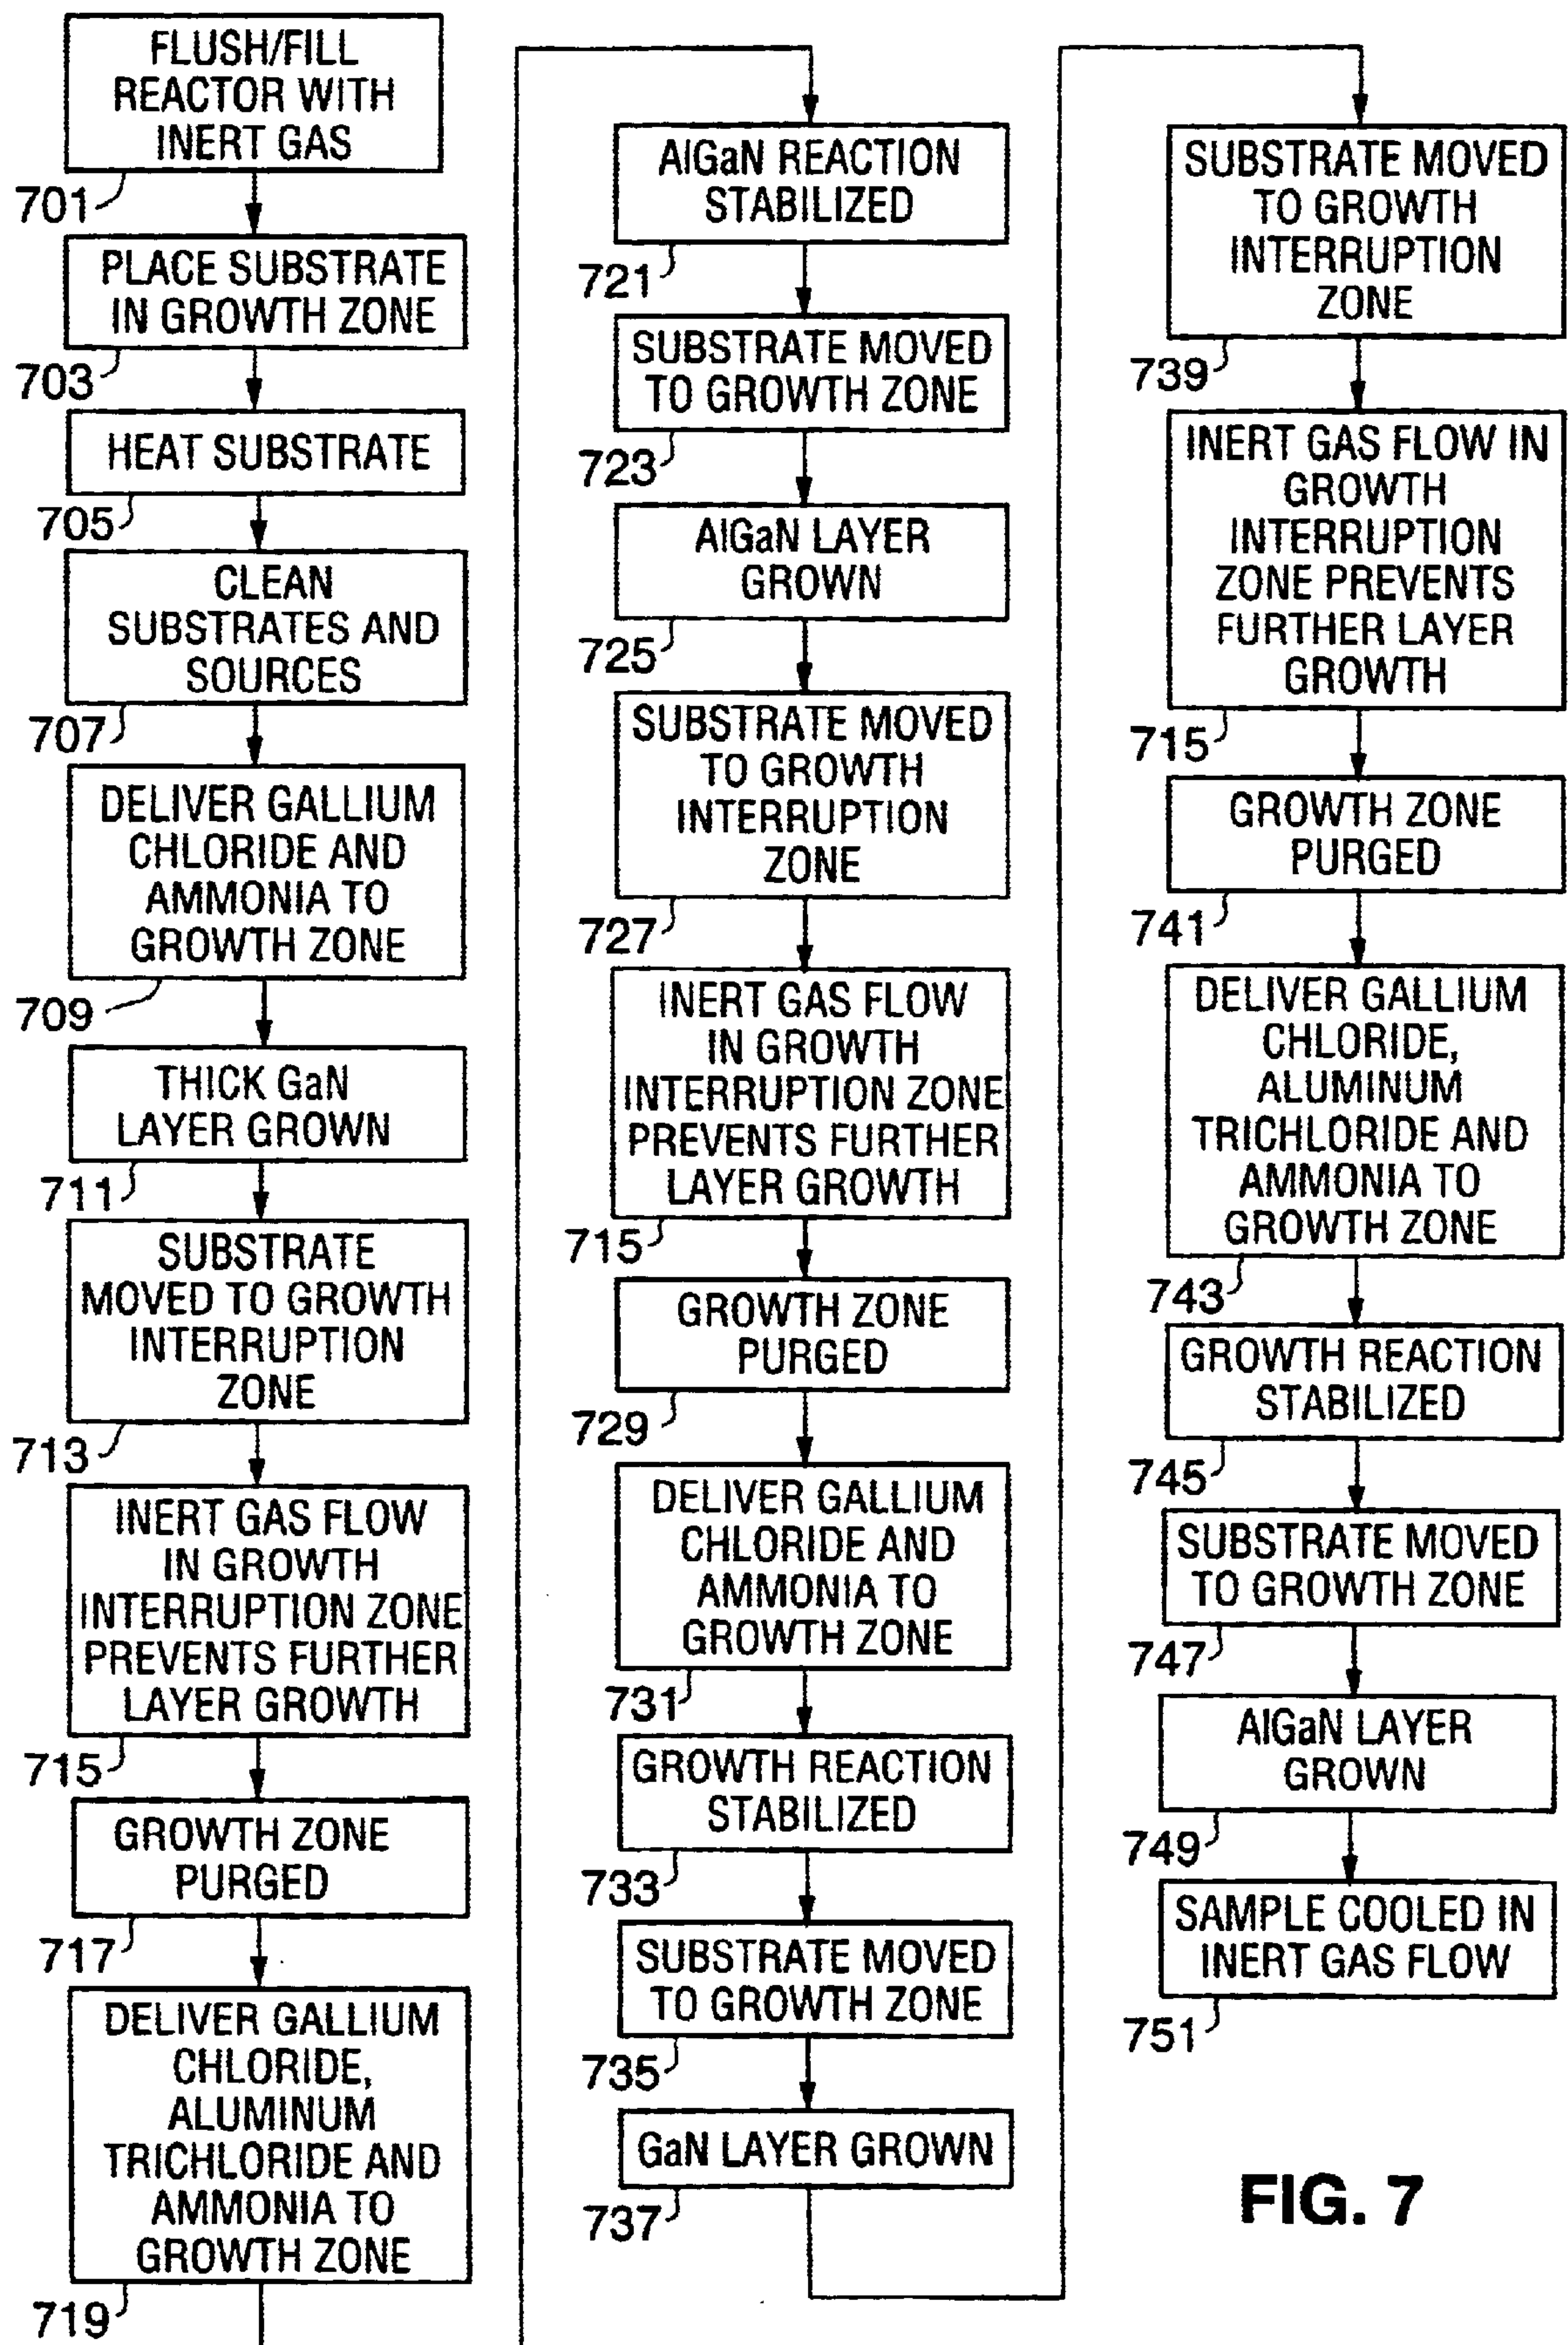 FLUSH/FILL
REACTOR WITH
INERT GAS
701
PLACE SUBSTRATE
IN GROWTH ZONE
703
HEAT SUBSTRATE
705
CLEAN
SUBSTRATES AND
SOURCES
707
DELIVER GALLIUM
CHLORIDE AND
AMMONIA TO
GROWTH ZONE
709
THICK GaN
LAYER GROWN
711
SUBSTRATE
MOVED TO GROWTH
INTERRUPTION
ZONE
713
INERT GAS FLOW
IN GROWTH
INTERRUPTION ZONE
PREVENTS FURTHER
LAYER GROWTH
715
GROWTH ZONE
PURGED
717
DELIVER GALLIUM
CHLORIDE,
ALUMINUM
TRICHLORIDE AND
AMMONIA TO
GROWTH ZONE
719
AlGaN REACTION
STABILIZED
721
SUBSTRATE MOVED
TO GROWTH ZONE
723
AlGaN LAYER
GROWN
725
SUBSTRATE MOVED
TO GROWTH
INTERRUPTION
ZONE
727
INERT GAS FLOW
IN GROWTH
INTERRUPTION ZONE
PREVENTS FURTHER
LAYER GROWTH
715
GROWTH ZONE
PURGED
729
DELIVER GALLIUM
CHLORIDE AND
AMMONIA TO
GROWTH ZONE
731
GROWTH REACTION
STABILIZED
733
SUBSTRATE MOVED
TO GROWTH ZONE
735
GaN LAYER GROWN
737
SUBSTRATE MOVED
TO GROWTH
INTERRUPTION
ZONE
739
INERT GAS FLOW IN
GROWTH
INTERRUPTION
ZONE PREVENTS
FURTHER LAYER
GROWTH
715
GROWTH ZONE
PURGED
741
DELIVER GALLIUM
CHLORIDE,
ALUMINUM
TRICHLORIDE AND
AMMONIA TO
GROWTH ZONE
743
GROWTH REACTION
STABILIZED
745
SUBSTRATE MOVED
TO GROWTH ZONE
747
AlGaN LAYER
GROWN
749
SAMPLE COOLED IN
INERT GAS FLOW
751
FIG. 7